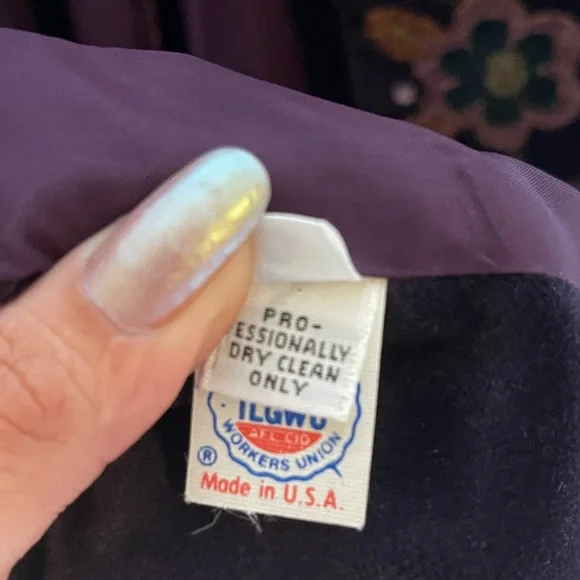 PRO-
ESSIONALLY
DRY CLEAN
ONLY
ILGWU
AFL-CIO
WORKERS UNION
®
Made in U.S.A.